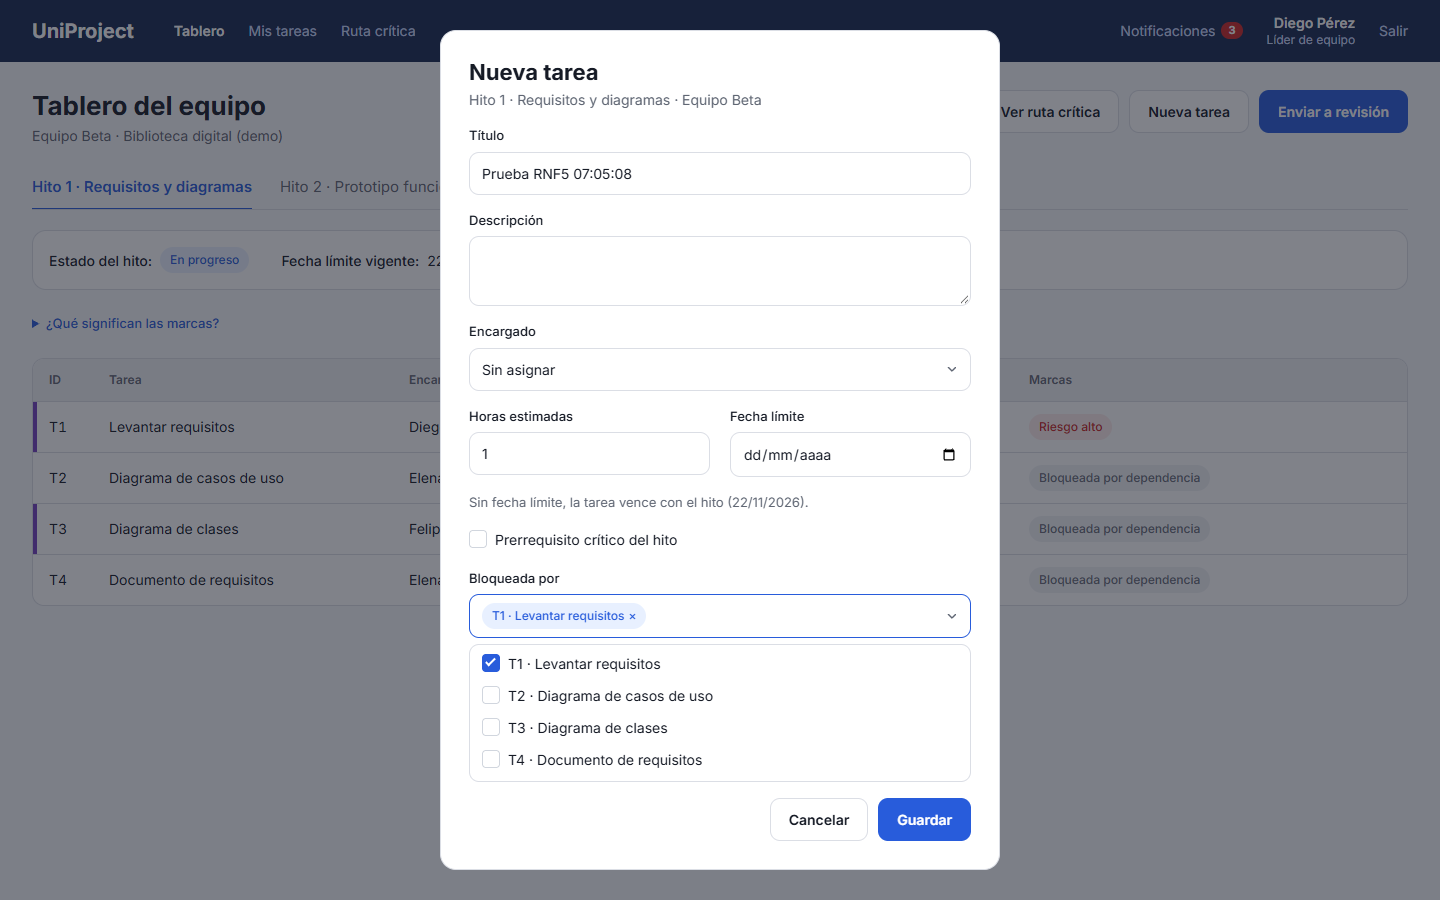 UniProject Tablero Mis tareas Ruta crítica Notificaciones 3 Diego Pérez Líder de equipo Salir
Tablero del equipo
Equipo Beta · Biblioteca digital (demo)
Ver ruta crítica Nueva tarea Enviar a revisión
Hito 1 · Requisitos y diagramas Hito 2 · Prototipo funci
Estado del hito: En progreso Fecha límite vigente: 22
¿Qué significan las marcas?
ID Tarea Encar Marcas
T1 Levantar requisitos Dieg Riesgo alto
T2 Diagrama de casos de uso Elena Bloqueada por dependencia
T3 Diagrama de clases Felip Bloqueada por dependencia
T4 Documento de requisitos Elena Bloqueada por dependencia
Nueva tarea
Hito 1 · Requisitos y diagramas · Equipo Beta
Título
Prueba RNF5 07:05:08
Descripción
Encargado
Sin asignar
Horas estimadas Fecha límite
1 dd/mm/aaaa
Sin fecha límite, la tarea vence con el hito (22/11/2026).
Prerrequisito crítico del hito
Bloqueada por
T1 · Levantar requisitos ×
T1 · Levantar requisitos
T2 · Diagrama de casos de uso
T3 · Diagrama de clases
T4 · Documento de requisitos
Cancelar Guardar